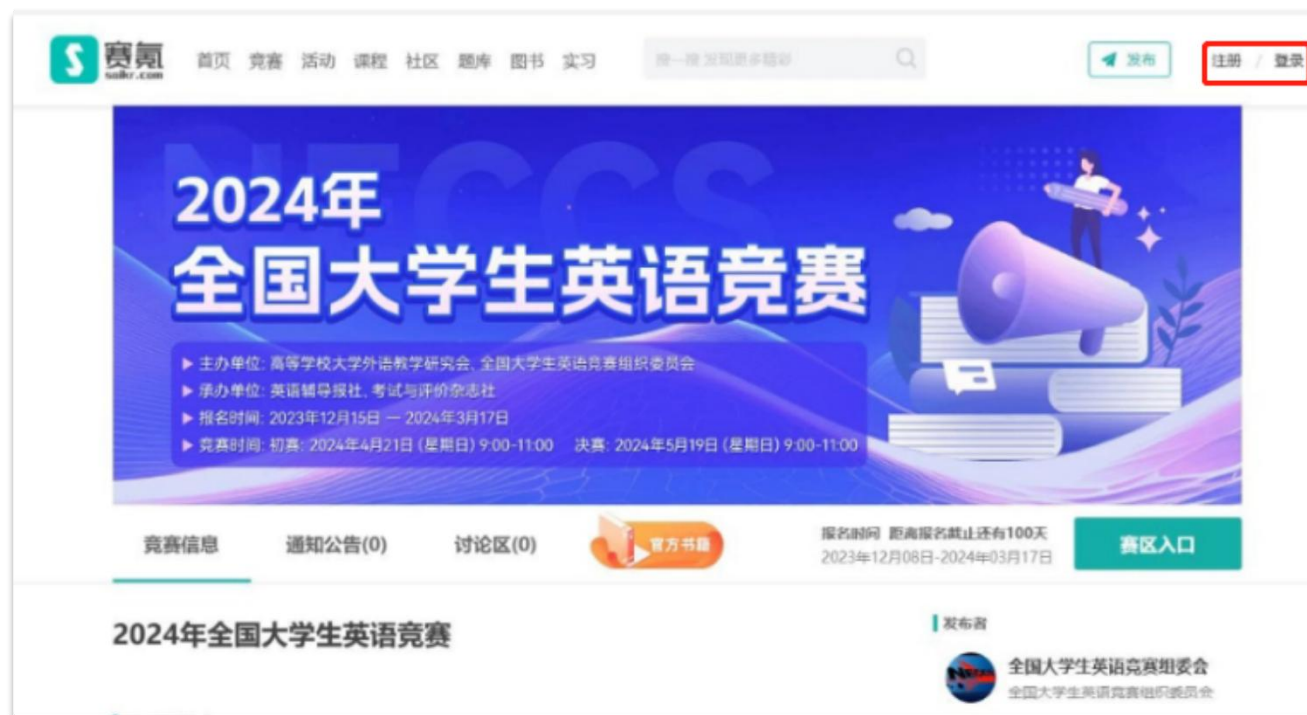 赛氪
saikr.com
首页 竞赛 活动 课程 社区 题库 图书 实习
搜一搜 发现更多精彩
发布
注册 / 登录
NECCS
2024年
全国大学生英语竞赛
▶ 主办单位: 高等学校大学外语教学研究会, 全国大学生英语竞赛组织委员会
▶ 承办单位: 英语辅导报社, 考试与评价杂志社
▶ 报名时间: 2023年12月15日 — 2024年3月17日
▶ 竞赛时间: 初赛: 2024年4月21日 (星期日) 9:00-11:00 决赛: 2024年5月19日 (星期日) 9:00-11:00
竞赛信息 通知公告(0) 讨论区(0) 官方书籍
报名时间 距离报名截止还有100天
2023年12月08日-2024年03月17日
赛区入口
2024年全国大学生英语竞赛
发布者
全国大学生英语竞赛组委会
全国大学生英语竞赛组织委员会